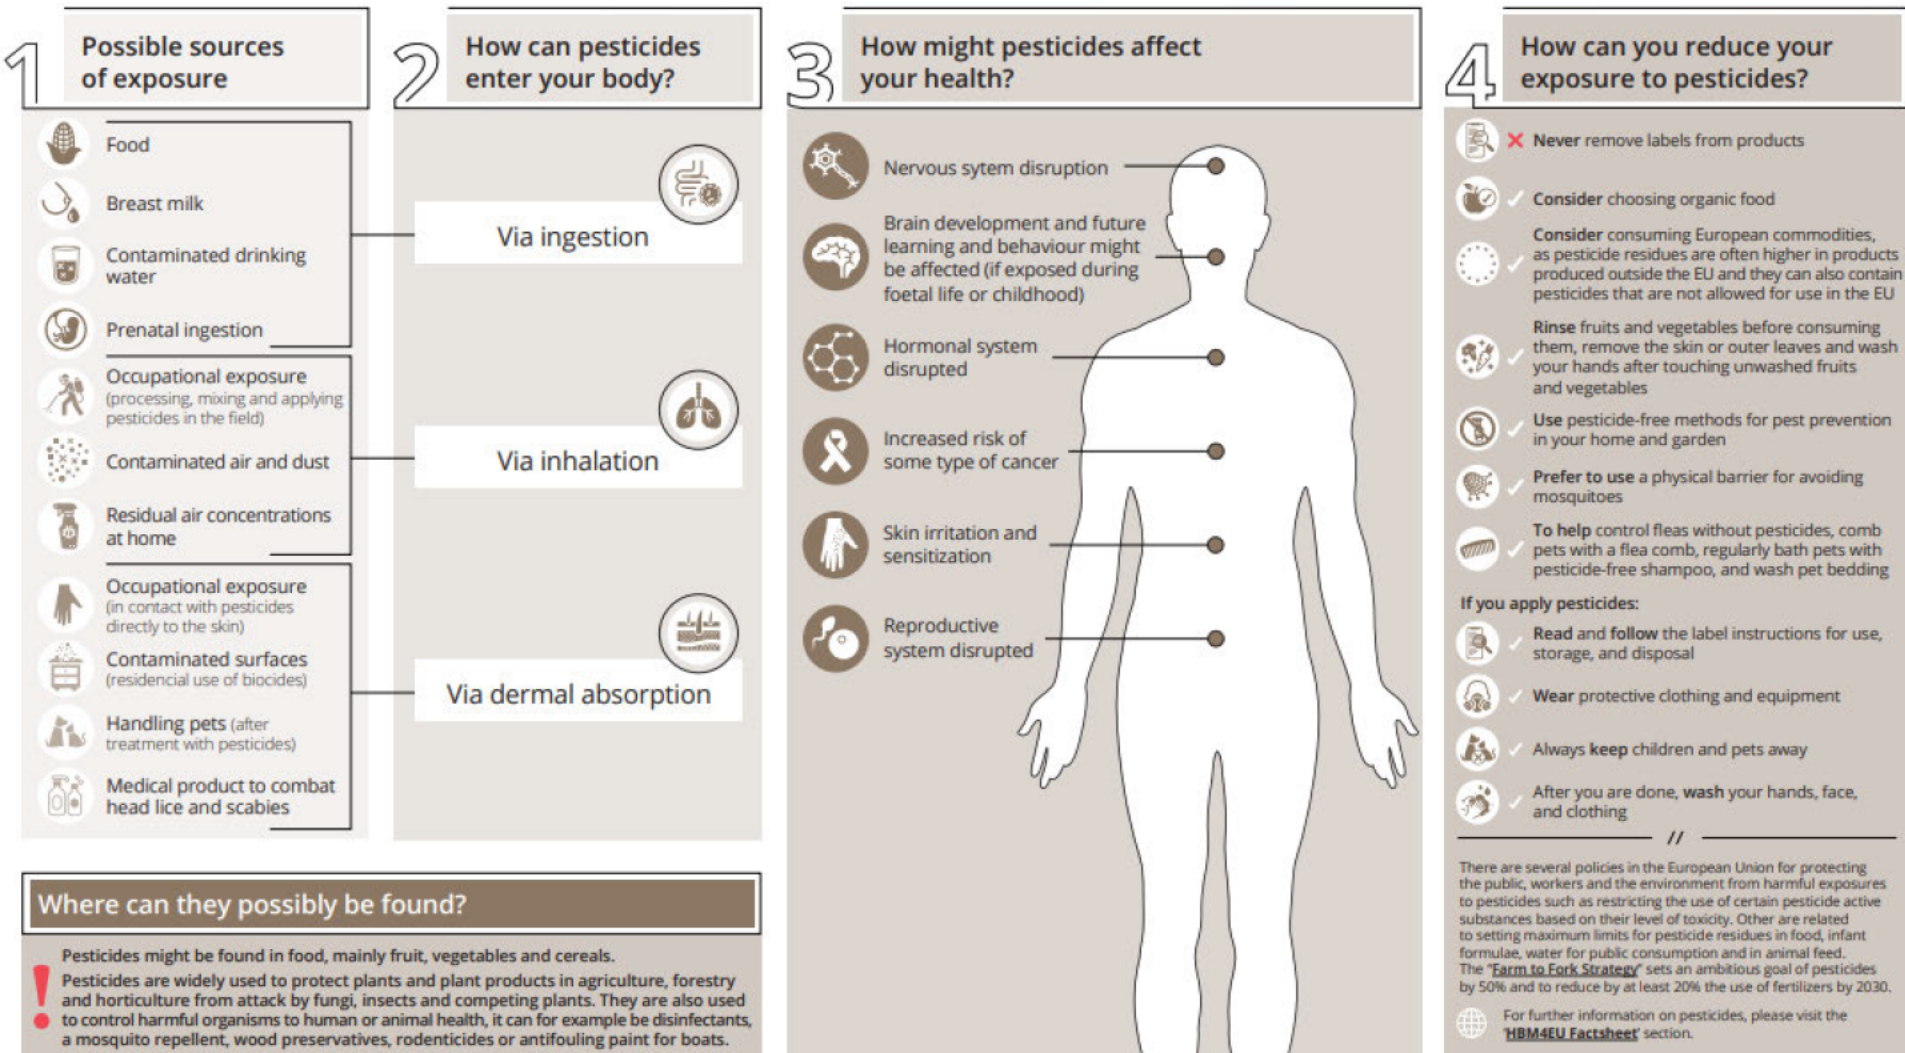 1
Possible sources
of exposure
Food
Breast milk
Contaminated drinking
water
Prenatal ingestion
Occupational exposure
(processing, mixing and applying
pesticides in the field)
Contaminated air and dust
Residual air concentrations
at home
Occupational exposure
(in contact with pesticides
directly to the skin)
Contaminated surfaces
(residencial use of biocides)
Handling pets (after
treatment with pesticides)
Medical product to combat
head lice and scabies
2
How can pesticides
enter your body?
Via ingestion
Via inhalation
Via dermal absorption
Where can they possibly be found?
!
Pesticides might be found in food, mainly fruit, vegetables and cereals.
Pesticides are widely used to protect plants and plant products in agriculture, forestry
and horticulture from attack by fungi, insects and competing plants. They are also used
to control harmful organisms to human or animal health, it can for example be disinfectants,
a mosquito repellent, wood preservatives, rodenticides or antifouling paint for boats.
3
How might pesticides affect
your health?
Nervous sytem disruption
Brain development and future
learning and behaviour might
be affected (if exposed during
foetal life or childhood)
Hormonal system
disrupted
Increased risk of
some type of cancer
Skin irritation and
sensitization
Reproductive
system disrupted
4
How can you reduce your
exposure to pesticides?
Never remove labels from products
Consider choosing organic food
Consider consuming European commodities,
as pesticide residues are often higher in products
produced outside the EU and they can also contain
pesticides that are not allowed for use in the EU
Rinse fruits and vegetables before consuming
them, remove the skin or outer leaves and wash
your hands after touching unwashed fruits
and vegetables
Use pesticide-free methods for pest prevention
in your home and garden
Prefer to use a physical barrier for avoiding
mosquitoes
To help control fleas without pesticides, comb
pets with a flea comb, regularly bath pets with
pesticide-free shampoo, and wash pet bedding
If you apply pesticides:
Read and follow the label instructions for use,
storage, and disposal
Wear protective clothing and equipment
Always keep children and pets away
After you are done, wash your hands, face,
and clothing
//
There are several policies in the European Union for protecting
the public, workers and the environment from harmful exposures
to pesticides such as restricting the use of certain pesticide active
substances based on their level of toxicity. Other are related
to setting maximum limits for pesticide residues in food, infant
formulae, water for public consumption and in animal feed.
The "Farm to Fork Strategy" sets an ambitious goal of pesticides
by 50% and to reduce by at least 20% the use of fertilizers by 2030.
For further information on pesticides, please visit the
'HBM4EU Factsheet' section.